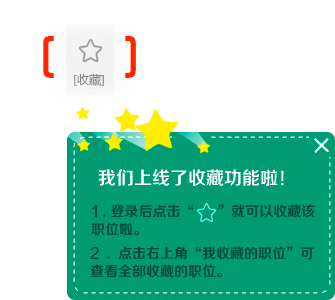 [收藏]
我们上线了收藏功能啦!
1.登录后点击“☆”就可以收藏该
职位啦。
2.点击右上角“我收藏的职位”可
查看全部收藏的职位。